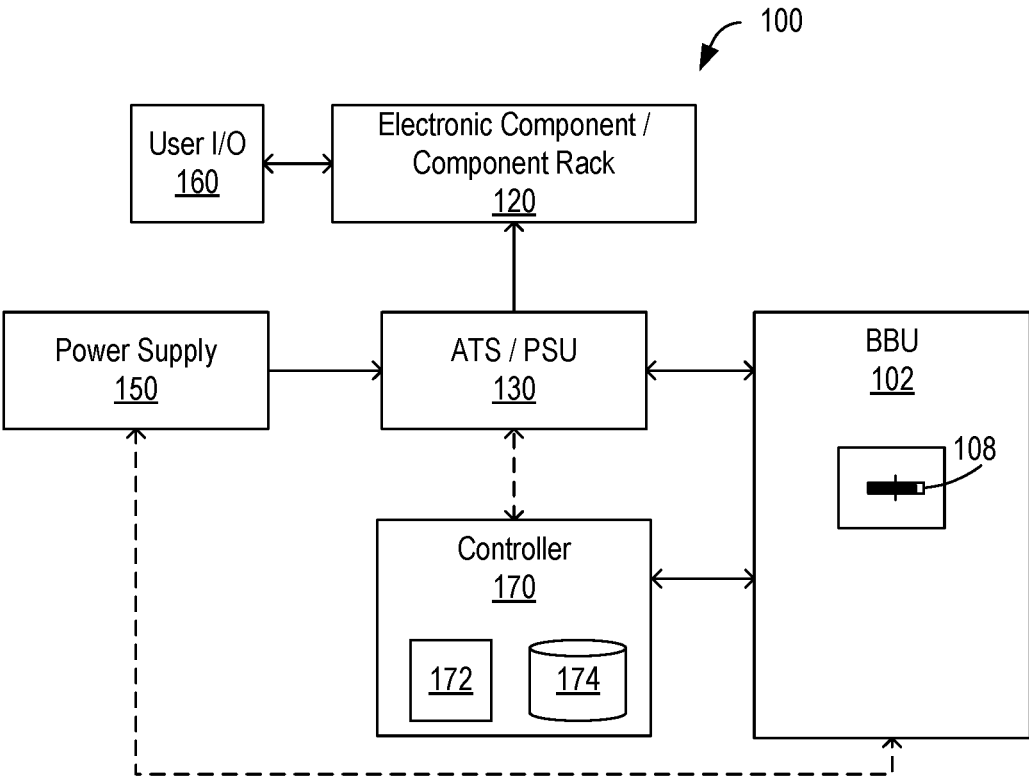 100
User I/O
160
Electronic Component /
Component Rack
120
Power Supply
150
ATS / PSU
130
BBU
102
108
Controller
170
172
174